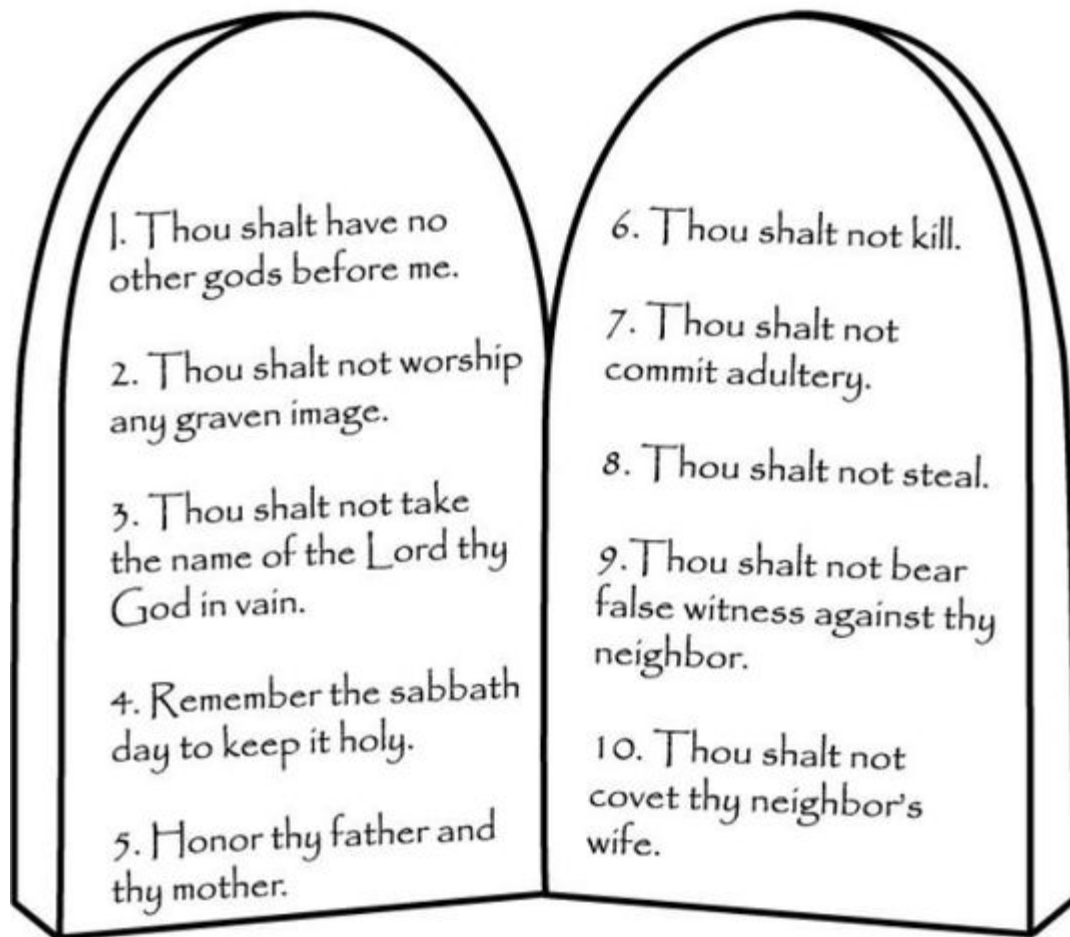 1. Thou shalt have no
other gods before me.
2. Thou shalt not worship
any graven image.
3. Thou shalt not take
the name of the Lord thy
God in vain.
4. Remember the sabbath
day to keep it holy.
5. Honor thy father and
thy mother.
6. Thou shalt not kill.
7. Thou shalt not
commit adultery.
8. Thou shalt not steal.
9.Thou shalt not bear
false witness against thy
neighbor.
10. Thou shalt not
covet thy neighbor's
wife.